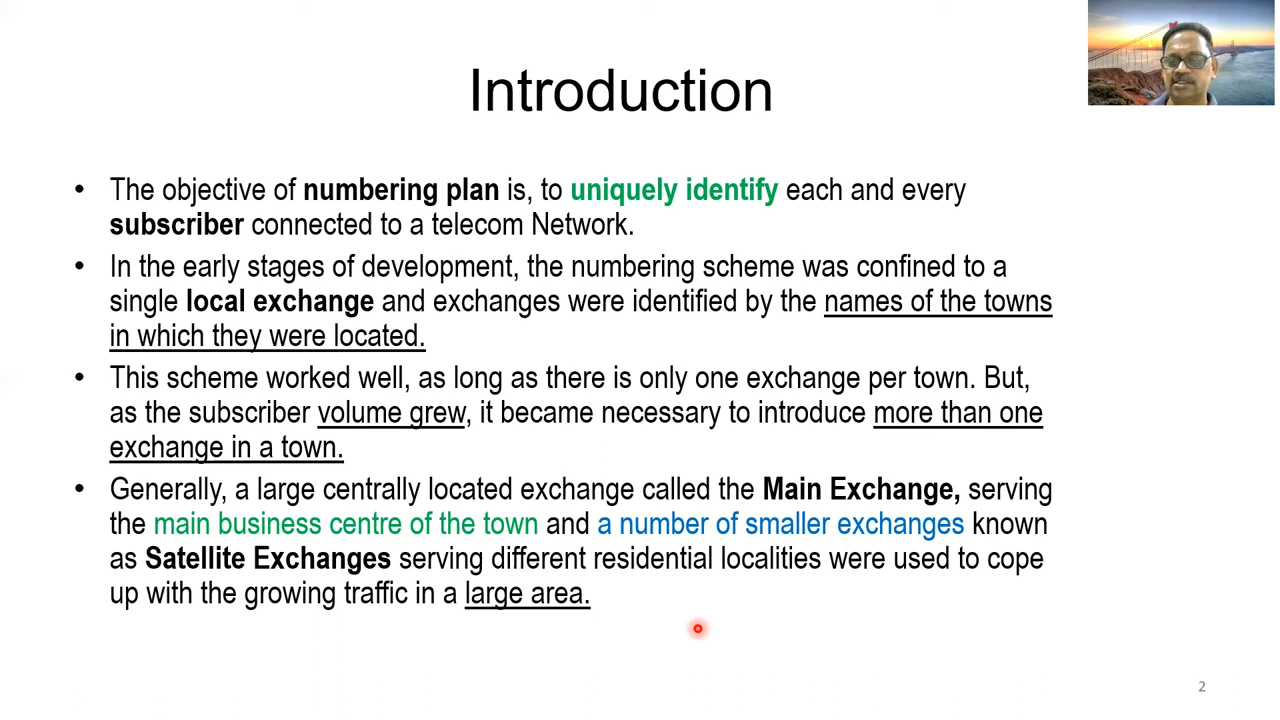 Introduction
• The objective of numbering plan is, to uniquely identify each and every
subscriber connected to a telecom Network.
• In the early stages of development, the numbering scheme was confined to a
single local exchange and exchanges were identified by the names of the towns
in which they were located.
• This scheme worked well, as long as there is only one exchange per town. But,
as the subscriber volume grew, it became necessary to introduce more than one
exchange in a town.
• Generally, a large centrally located exchange called the Main Exchange, serving
the main business centre of the town and a number of smaller exchanges known
as Satellite Exchanges serving different residential localities were used to cope
up with the growing traffic in a large area.
2